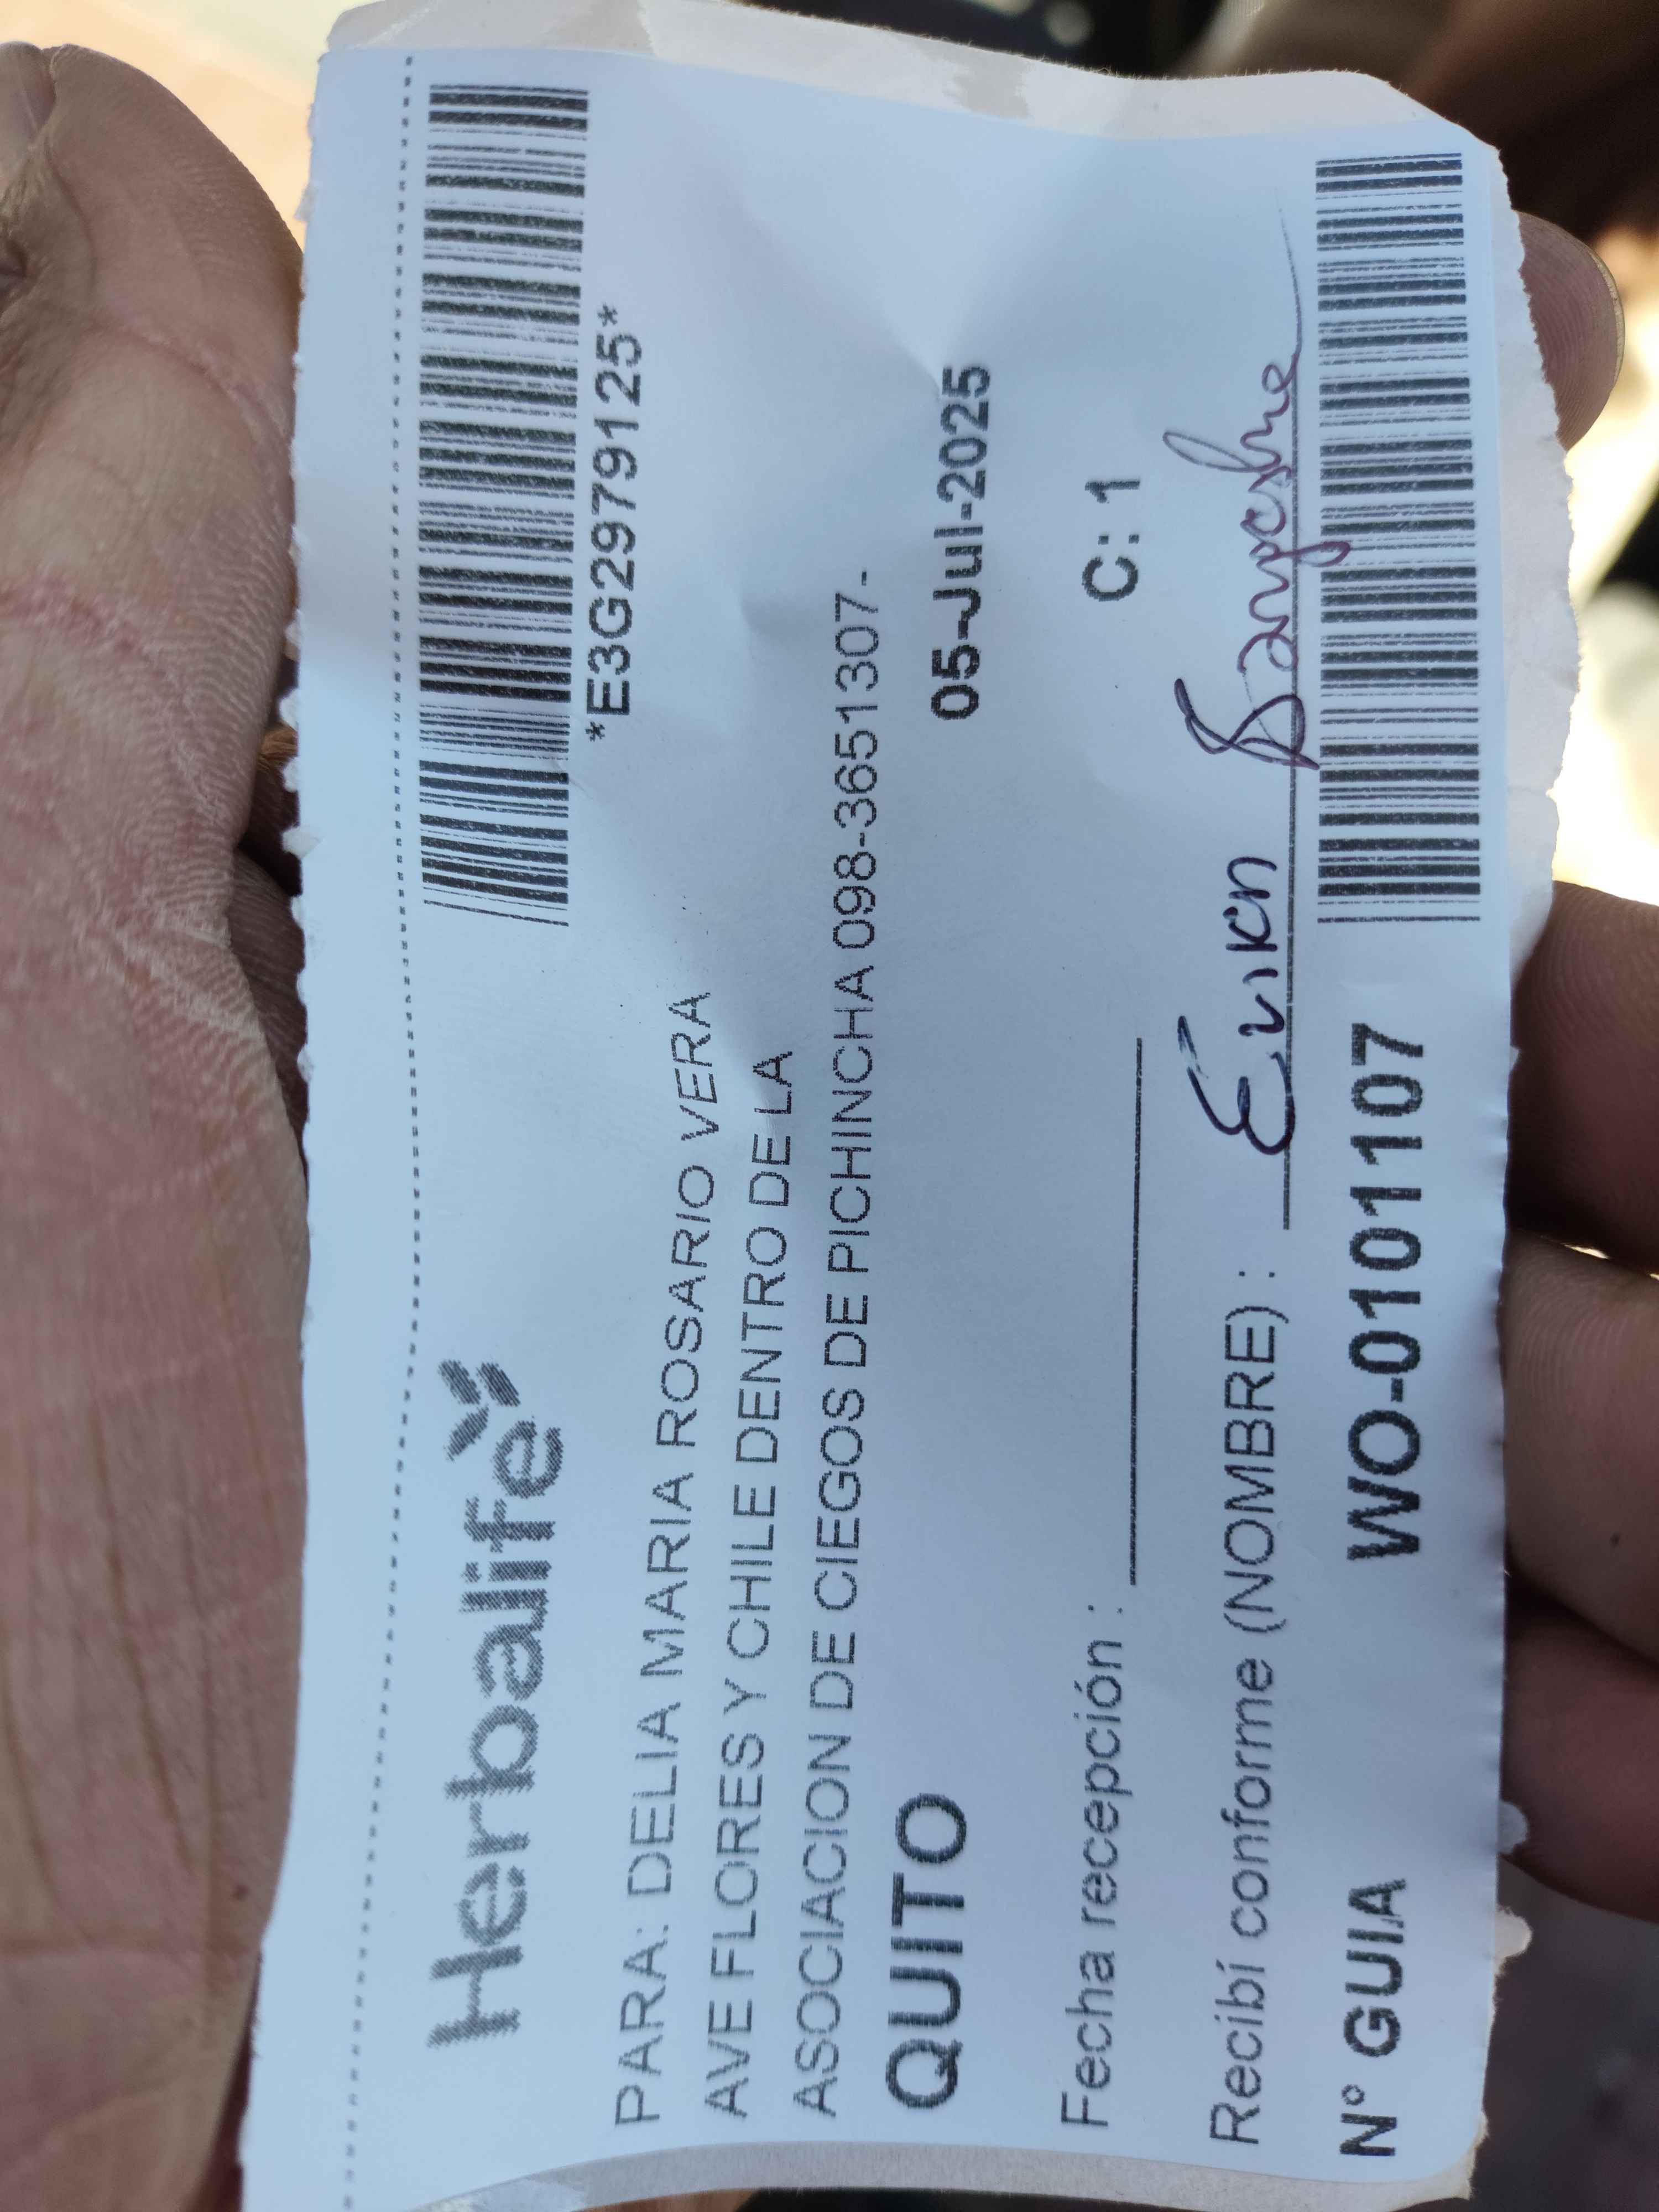 Herbalife
*E3G2979125*
PARA: DELIA MARIA ROSARIO VERA
AVE FLORES Y CHILE DENTRO DE LA
ASOCIACION DE CIEGOS DE PICHINCHA 098-3651307-
QUITO 05-Jul-2025
Fecha recepción : C: 1
Recibí conforme (NOMBRE) :
N° GUIA WO-0101107